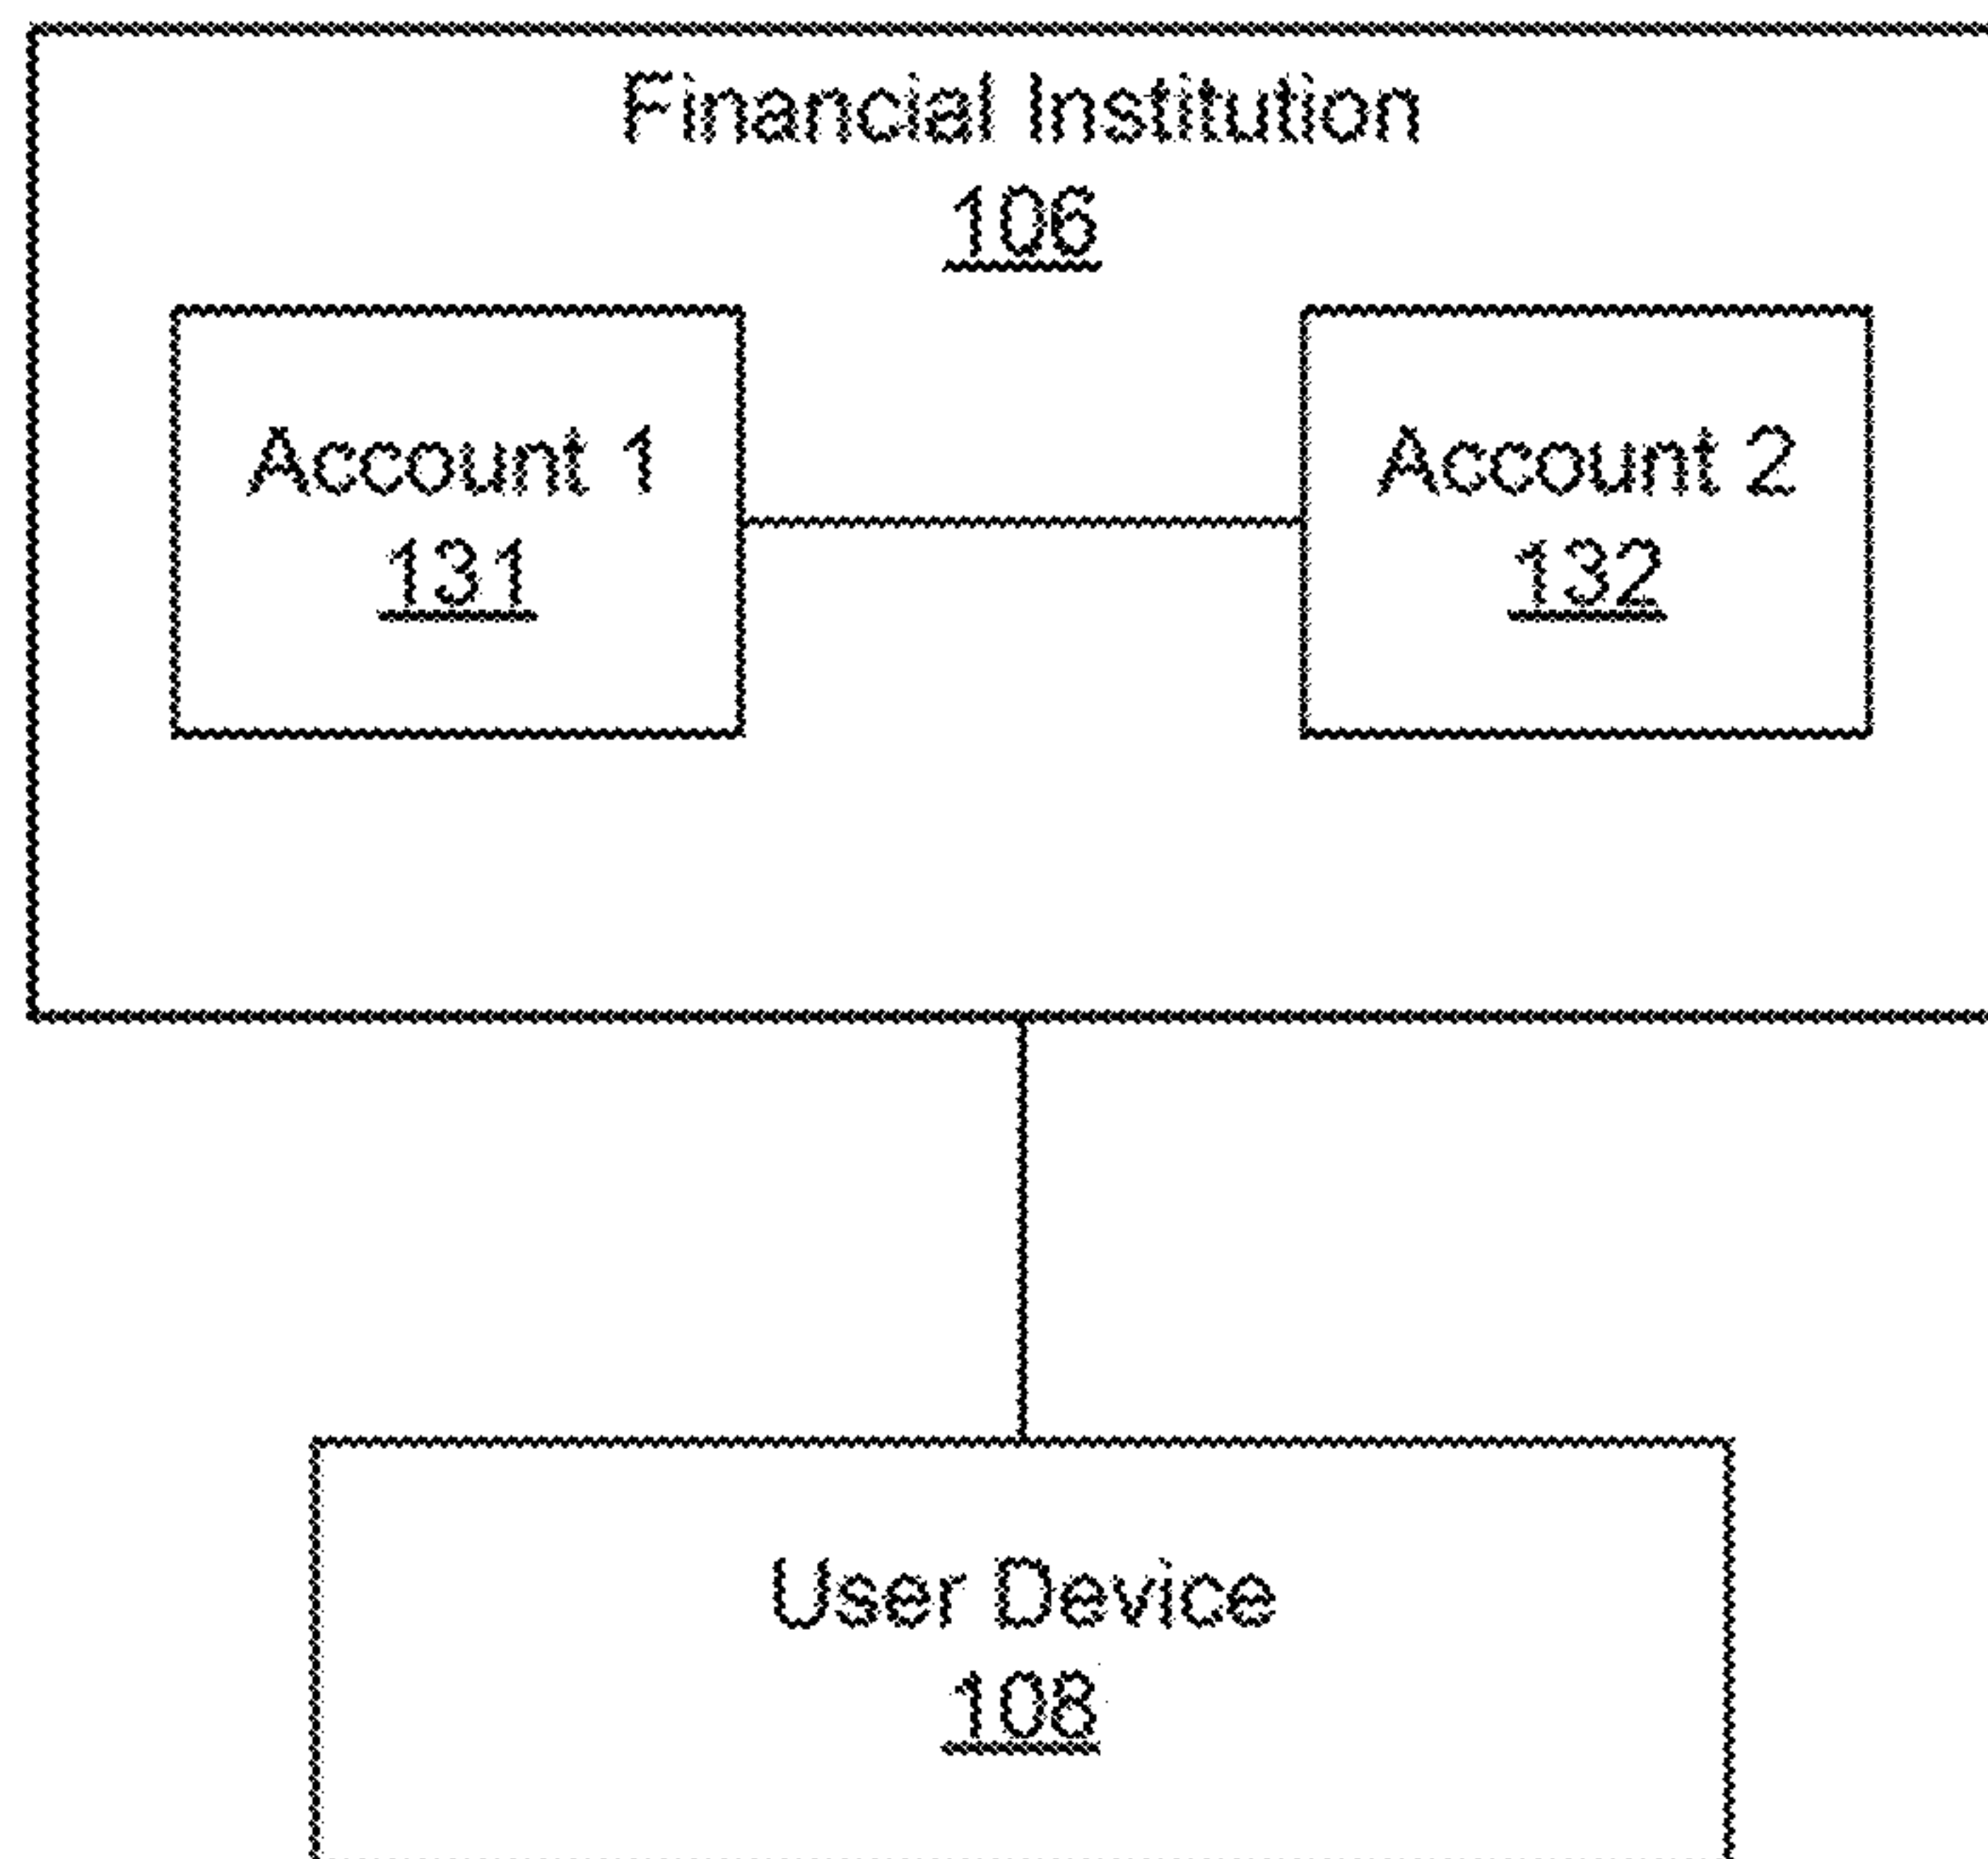 Financial Institution
106
Account 1
131
Account 2
132
User Device
108